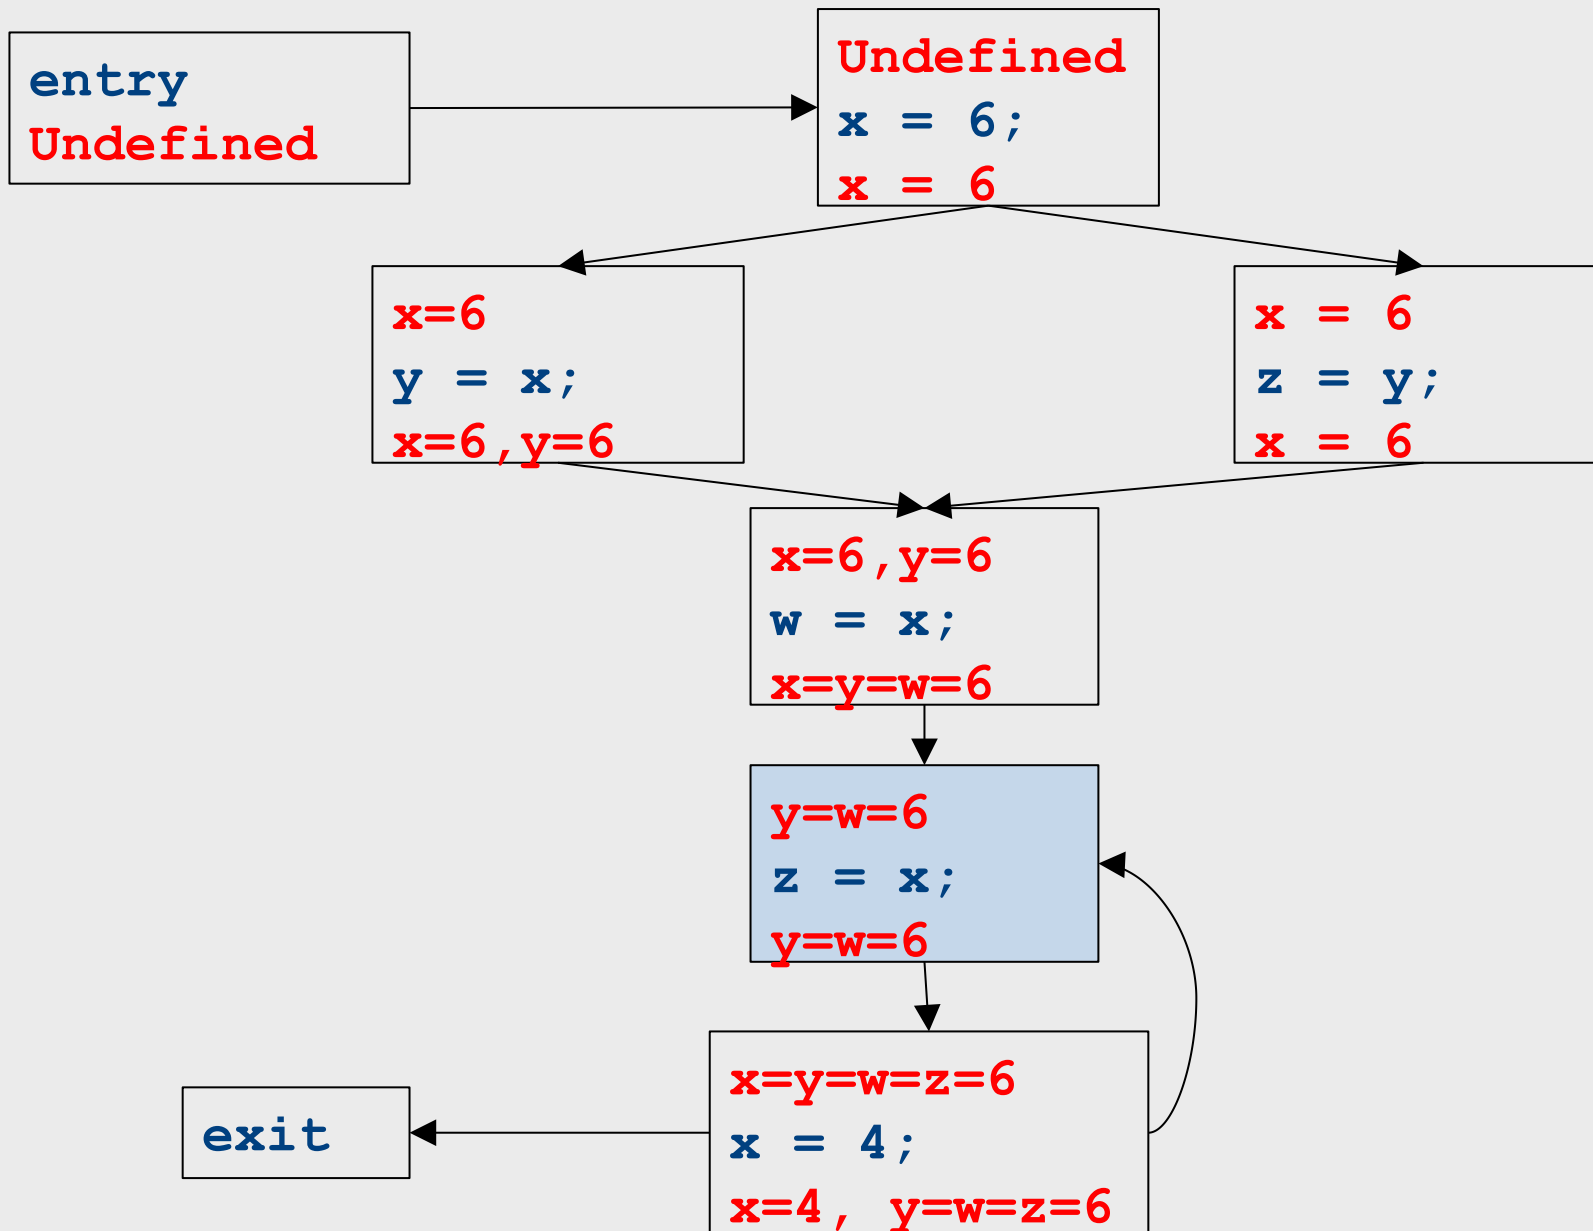 entry
Undefined
Undefined
x = 6;
x = 6
x=6
y = x;
x=6,y=6
x = 6
z = y;
x = 6
x=6,y=6
w = x;
x=y=w=6
y=w=6
z = x;
y=w=6
x=y=w=z=6
x = 4;
x=4, y=w=z=6
exit